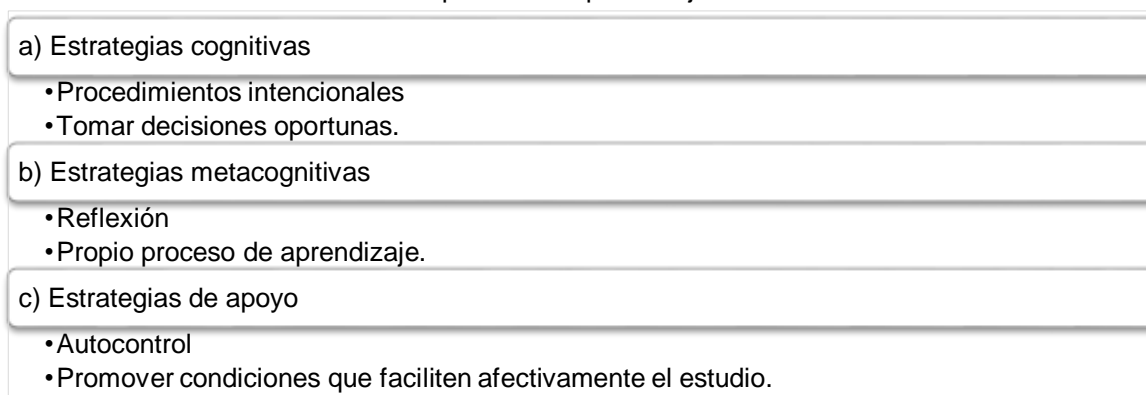 a) Estrategias cognitivas
•Procedimientos intencionales
•Tomar decisiones oportunas.
b) Estrategias metacognitivas
•Reflexión
•Propio proceso de aprendizaje.
c) Estrategias de apoyo
•Autocontrol
•Promover condiciones que faciliten afectivamente el estudio.